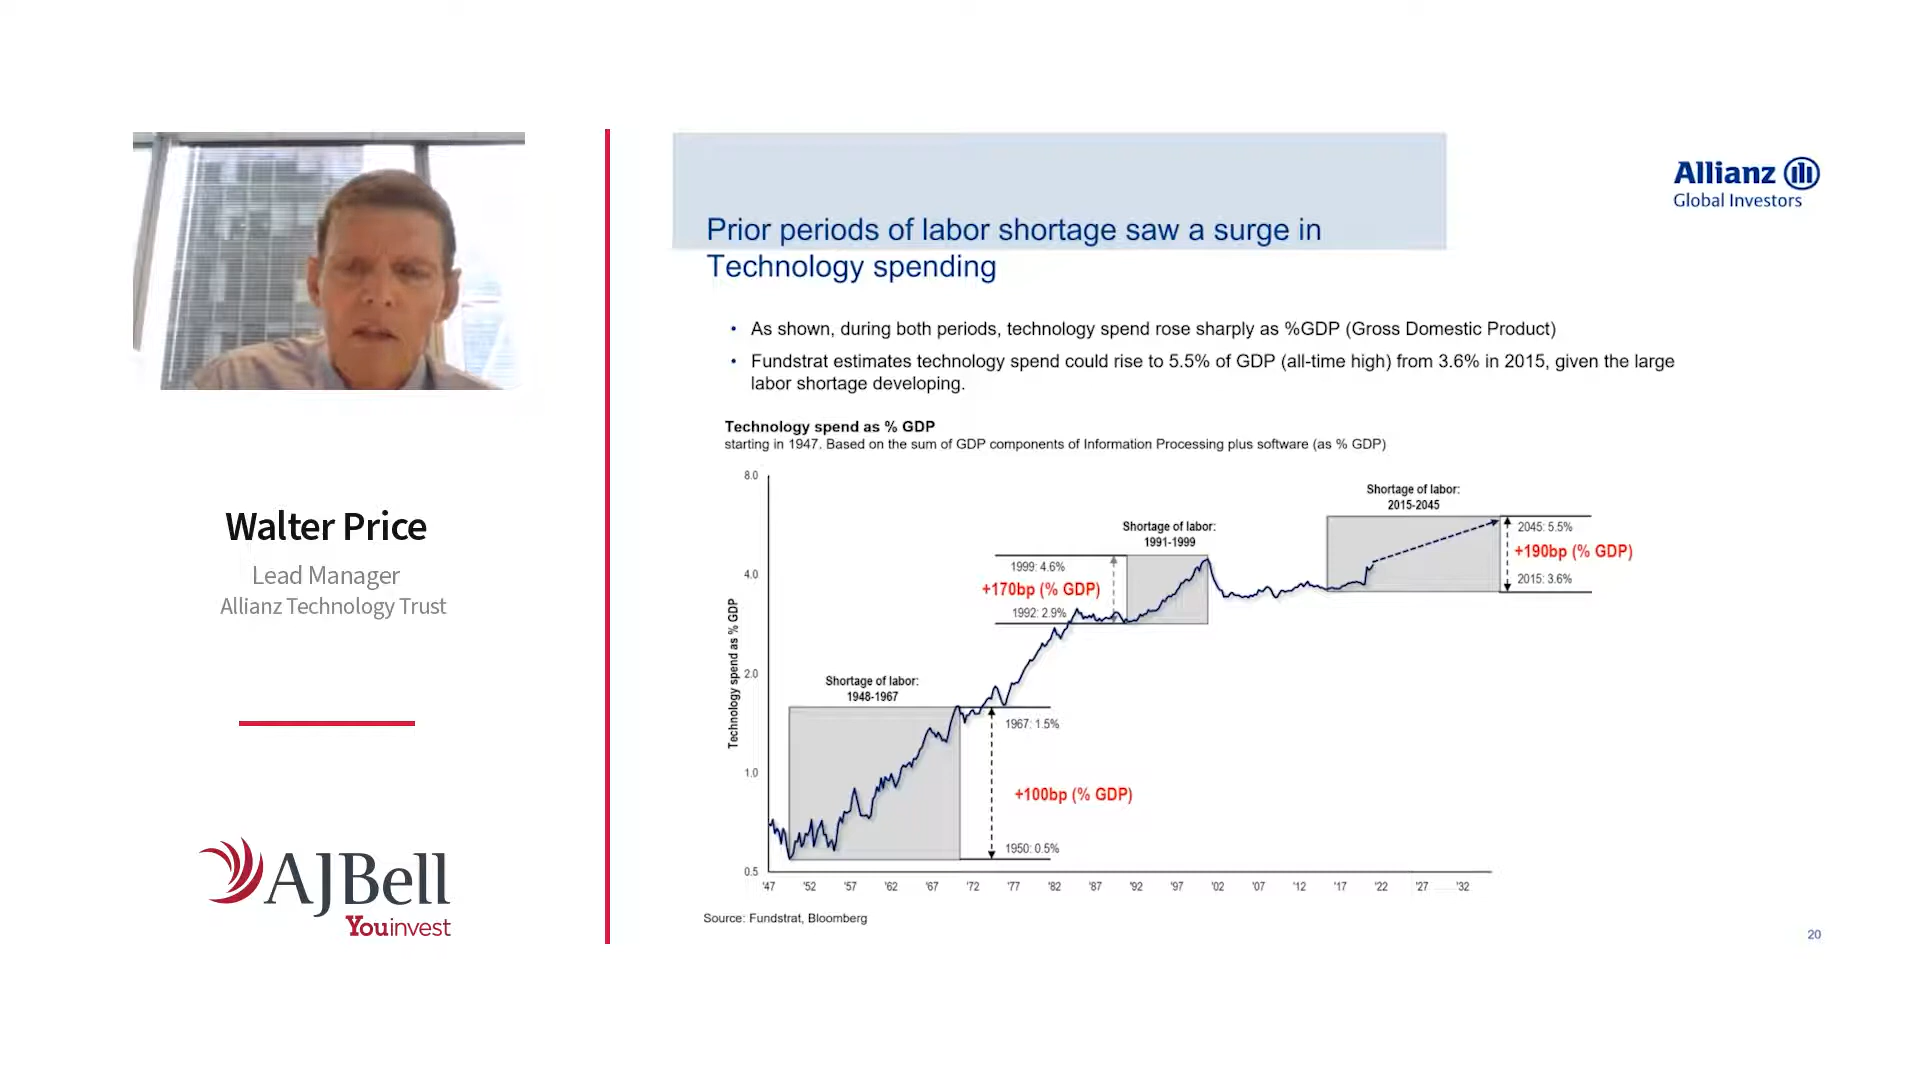 Walter Price
Lead Manager
Allianz Technology Trust
AJBell
Youinvest
Allianz
Global Investors
Prior periods of labor shortage saw a surge in
Technology spending
• As shown, during both periods, technology spend rose sharply as %GDP (Gross Domestic Product)
• Fundstrat estimates technology spend could rise to 5.5% of GDP (all-time high) from 3.6% in 2015, given the large
labor shortage developing.
Technology spend as % GDP
starting in 1947. Based on the sum of GDP components of Information Processing plus software (as % GDP)
Technology spend as % GDP
8.0
4.0
2.0
1.0
0.5
Shortage of labor:
1948-1967
1967: 1.5%
+100bp (% GDP)
1950: 0.5%
Shortage of labor:
1991-1999
1999: 4.6%
+170bp (% GDP)
1992: 2.9%
Shortage of labor:
2015-2045
2045: 5.5%
+190bp (% GDP)
2015: 3.6%
'47 '52 '57 '62 '67 '72 '77 '82 '87 '92 '97 '02 '07 '12 '17 '22 '27 '32
Source: Fundstrat, Bloomberg
20